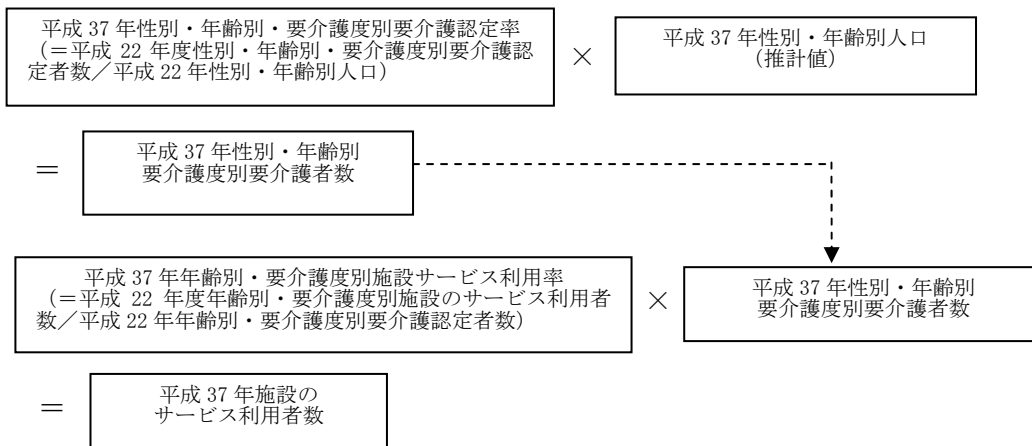 平成 37 年性別・年齢別・要介護度別要介護認定率
（＝平成 22 年度性別・年齢別・要介護度別要介護認
定者数／平成 22 年性別・年齢別人口）
×
平成 37 年性別・年齢別人口
（推計値）
＝
平成 37 年性別・年齢別
要介護度別要介護者数
平成 37 年年齢別・要介護度別施設サービス利用率
（＝平成 22 年度年齢別・要介護度別施設のサービス利用者
数／平成 22 年年齢別・要介護度別要介護認定者数）
×
平成 37 年性別・年齢別
要介護度別要介護者数
＝
平成 37 年施設の
サービス利用者数